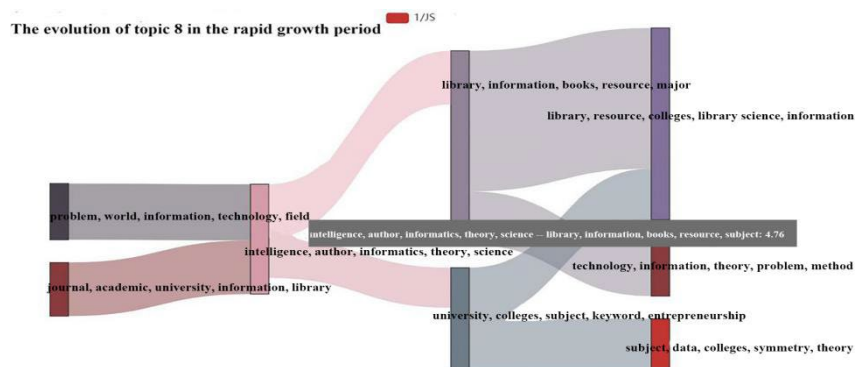 1/JS
The evolution of topic 8 in the rapid growth period
library, information, books, resource, major
library, resource, colleges, library science, information
problem, world, information, technology, field
intelligence, author, informatics, theory, science -- library, information, books, resource, subject: 4.76
intelligence, author, informatics, theory, science
technology, information, theory, problem, method
journal, academic, university, information, library
university, colleges, subject, keyword, entrepreneurship
subject, data, colleges, symmetry, theory